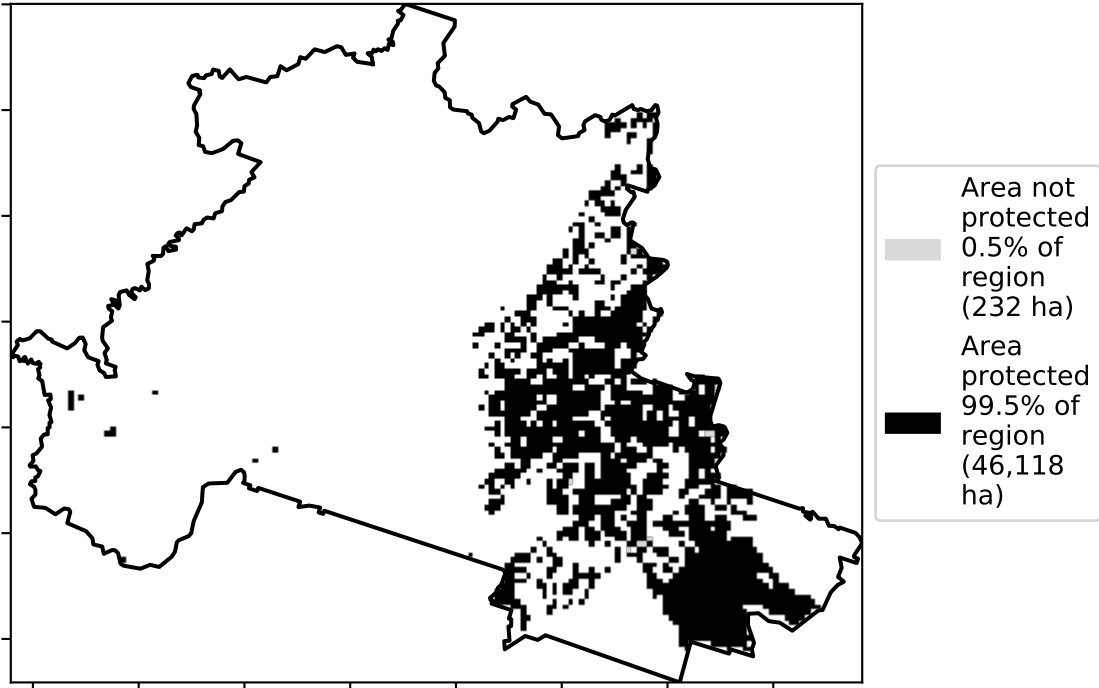 Area not
protected
0.5% of
region
(232 ha)
Area
protected
99.5% of
region
(46,118
ha)